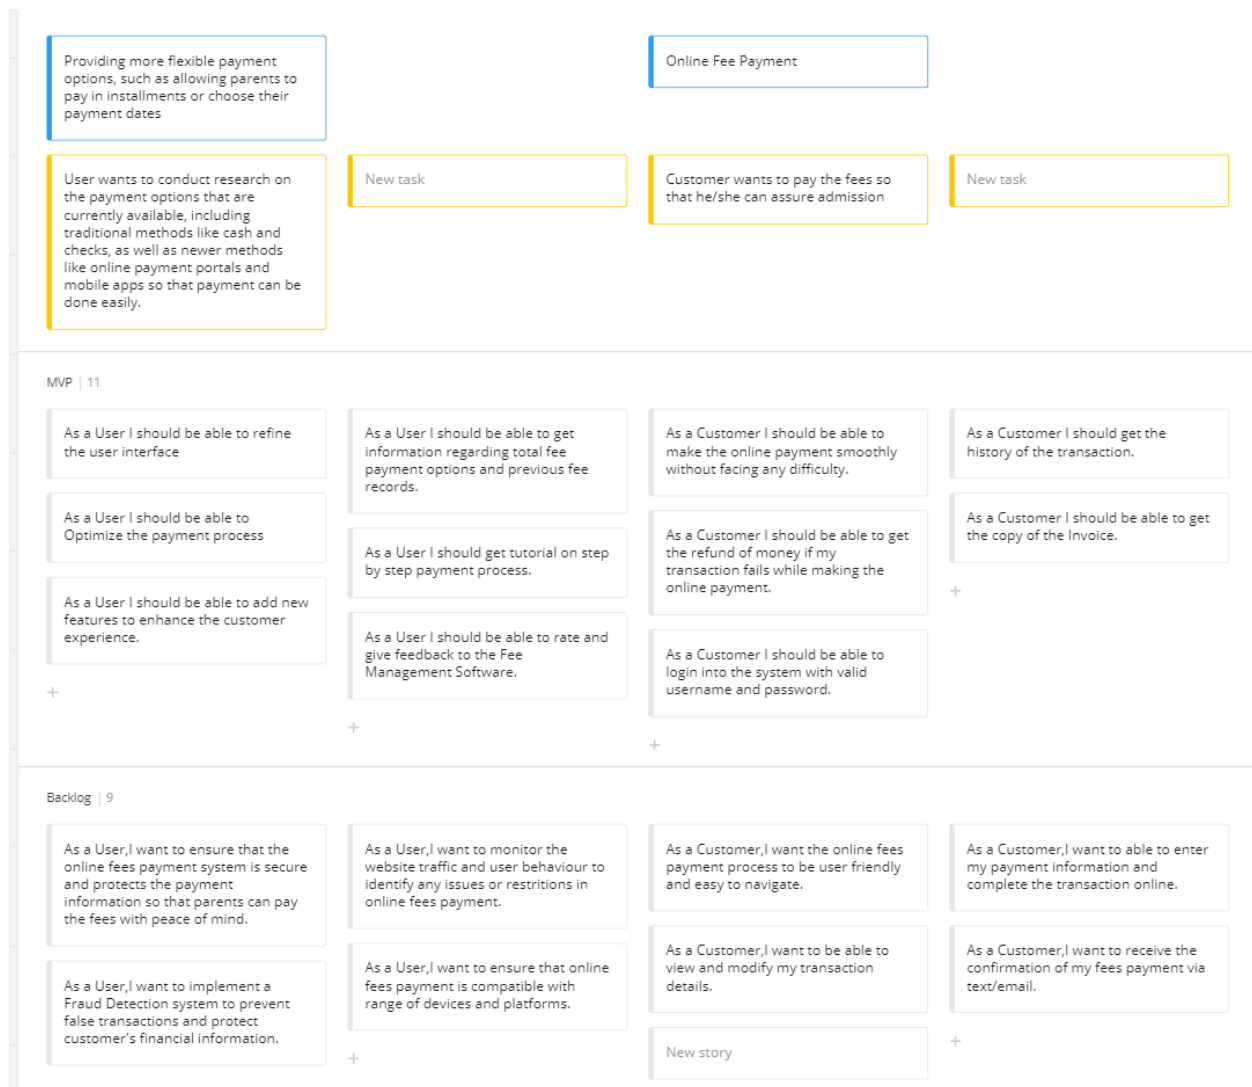 Providing more flexible payment
options, such as allowing parents to
pay in installments or choose their
payment dates
Online Fee Payment
User wants to conduct research on
the payment options that are
currently available, including
traditional methods like cash and
checks, as well as newer methods
like online payment portals and
mobile apps so that payment can be
done easily.
New task
Customer wants to pay the fees so
that he/she can assure admission
New task
MVP | 11
As a User I should be able to refine
the user interface
As a User I should be able to
Optimize the payment process
As a User I should be able to add new
features to enhance the customer
experience.
+
As a User I should be able to get
information regarding total fee
payment options and previous fee
records.
As a User I should get tutorial on step
by step payment process.
As a User I should be able to rate and
give feedback to the Fee
Management Software.
+
As a Customer I should be able to
make the online payment smoothly
without facing any difficulty.
As a Customer I should be able to get
the refund of money if my
transaction fails while making the
online payment.
As a Customer I should be able to
login into the system with valid
username and password.
+
As a Customer I should get the
history of the transaction.
As a Customer I should be able to get
the copy of the Invoice.
+
Backlog | 9
As a User,I want to ensure that the
online fees payment system is secure
and protects the payment
information so that parents can pay
the fees with peace of mind.
As a User,I want to implement a
Fraud Detection system to prevent
false transactions and protect
customer's financial information.
As a User,I want to monitor the
website traffic and user behaviour to
identify any issues or restritions in
online fees payment.
As a User,I want to ensure that online
fees payment is compatible with
range of devices and platforms.
+
As a Customer,I want the online fees
payment process to be user friendly
and easy to navigate.
As a Customer,I want to be able to
view and modify my transaction
details.
New story
As a Customer,I want to able to enter
my payment information and
complete the transaction online.
As a Customer,I want to receive the
confirmation of my fees payment via
text/email.
+